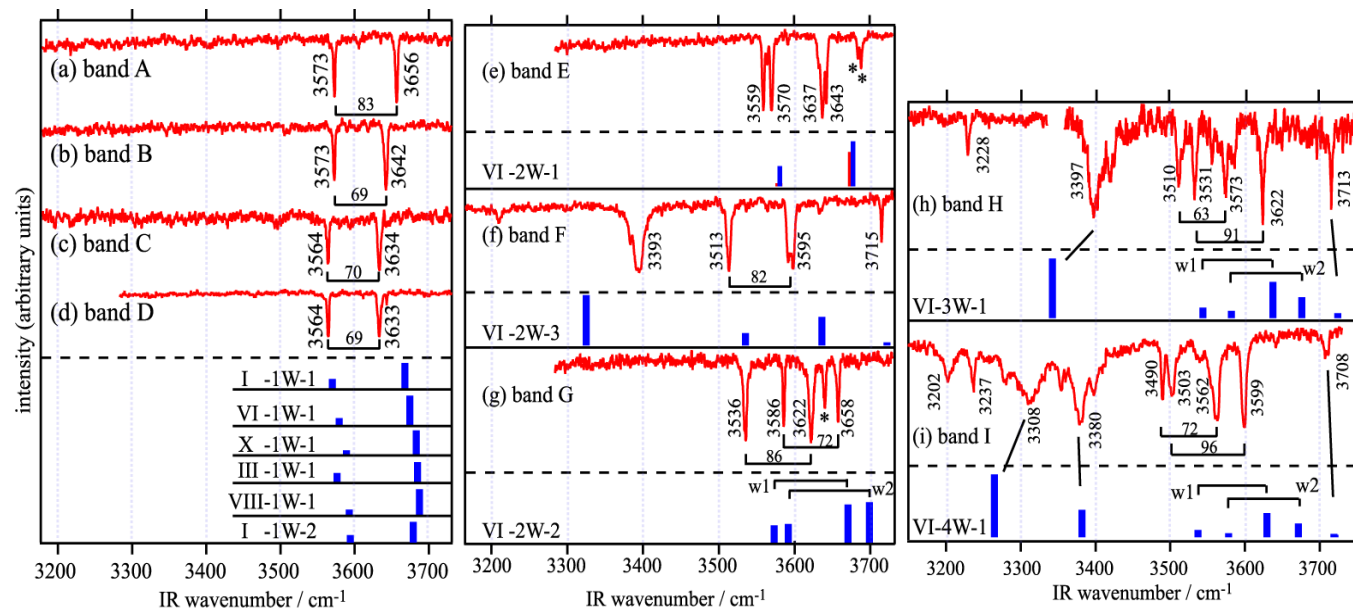 intensity (arbitrary units)
(a) band A
3573
3656
83
(b) band B
3573
3642
69
(c) band C
3564
3634
70
(d) band D
3564
3633
69
I -1W-1
VI -1W-1
X -1W-1
III -1W-1
VIII-1W-1
I -1W-2
3200 3300 3400 3500 3600 3700
IR wavenumber / cm-1
(e) band E
3559
3570
3637
3643
* *
VI -2W-1
(f) band F
3393
3513
3595
3715
82
VI -2W-3
(g) band G
3536
3586
3622
*
3658
72
86
w1
w2
VI -2W-2
3200 3300 3400 3500 3600 3700
IR wavenumber / cm-1
(h) band H
3228
3397
3510
3531
3573
3622
3713
63
91
w1
w2
VI-3W-1
(i) band I
3202
3237
3308
3380
3490
3503
3562
3599
3708
72
96
w1
w2
VI-4W-1
3200 3300 3400 3500 3600 3700
IR wavenumber / cm-1